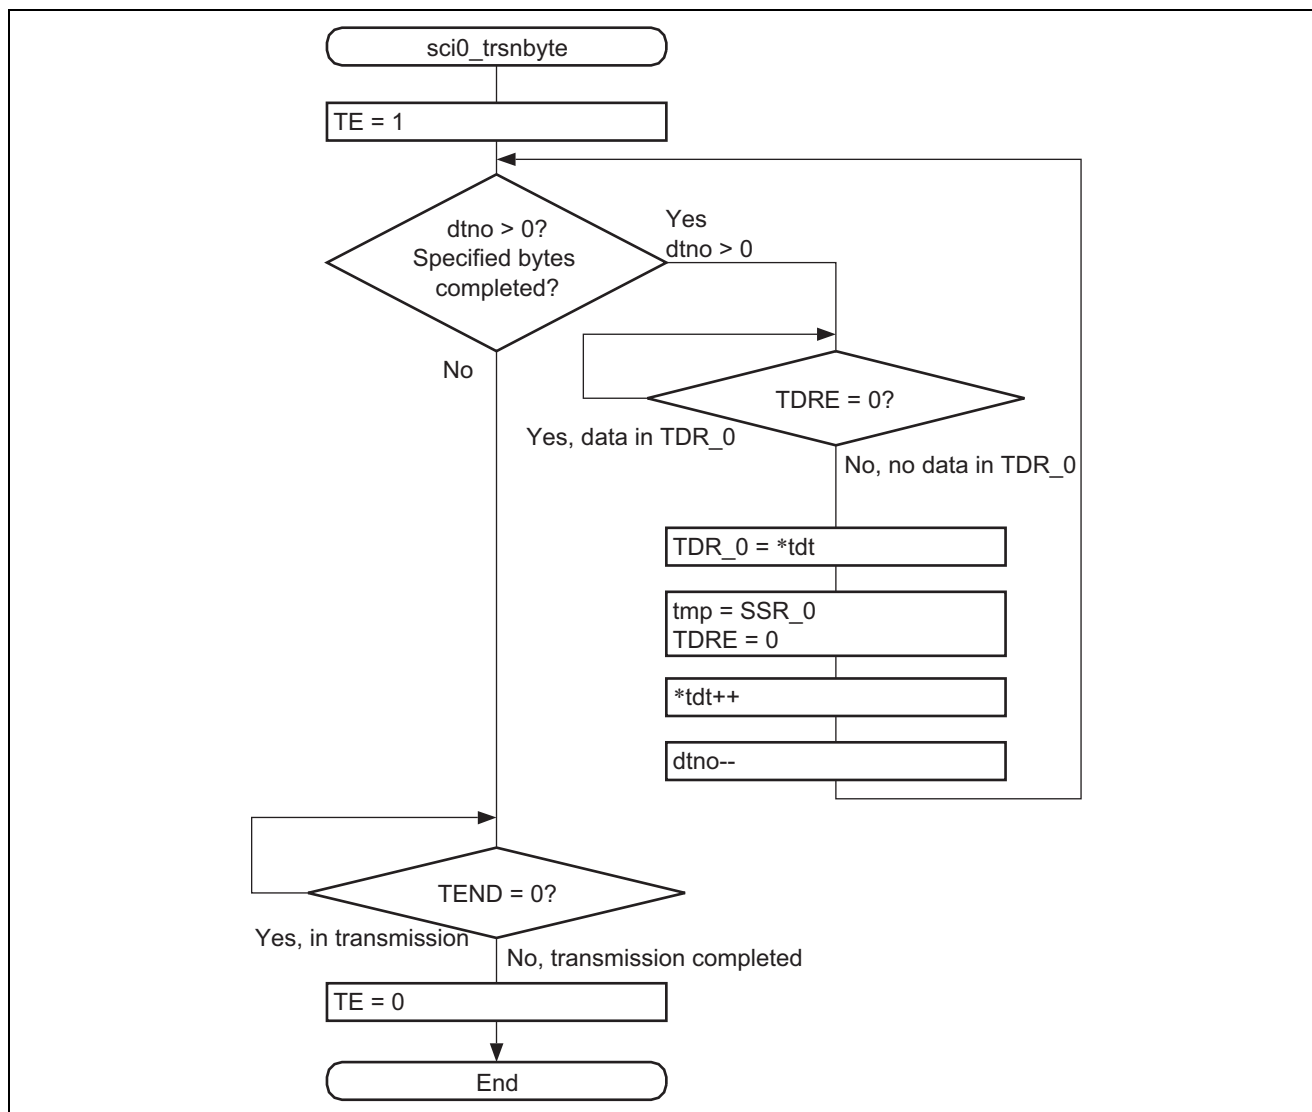 sci0_trsnbyte
TE = 1
dtno > 0?
Specified bytes
completed?
Yes
dtno > 0
No
TDRE = 0?
Yes, data in TDR_0
No, no data in TDR_0
TDR_0 = *tdt
tmp = SSR_0
TDRE = 0
*tdt++
dtno--
TEND = 0?
Yes, in transmission
No, transmission completed
TE = 0
End